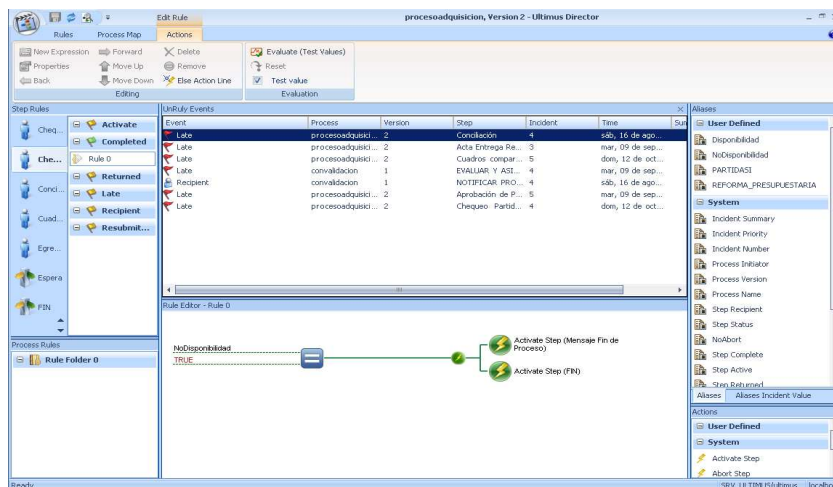 Edit Rule
procesoadquisicion, Version 2 - Ultimus Director
Rules
Process Map
Actions
New Expression
Forward
Delete
Evaluate (Test Values)
Properties
Move Up
Remove
Reset
Back
Move Down
Else Action Line
Test value
Editing
Evaluation
Step Rules
Cheq...
Che...
Conci...
Cuad...
Egre...
Espera
FIN
Activate
Completed
Rule 0
Returned
Late
Recipient
Resubmit...
UnRuly Events
Event Process Version Step Incident Time
Late procesoadquisici... 2 Conciliación 4 sáb, 16 de ago...
Late procesoadquisici... 2 Acta Entrega Re... 3 mar, 09 de sep...
Late procesoadquisici... 2 Cuadros compar... 5 dom, 12 de oct...
Late convalidacion 1 EVALUAR Y ASI... 4 mar, 09 de sep...
Recipient convalidacion 1 NOTIFICAR PRO... 4 sáb, 16 de ago...
Late procesoadquisici... 2 Aprobación de P... 5 mar, 09 de sep...
Late procesoadquisici... 2 Chequeo Partid... 4 dom, 12 de oct...
Rule Editor - Rule 0
NoDisponibilidad
TRUE
Activate Step (Mensaje Fin de
Proceso)
Activate Step (FIN)
Process Rules
Rule Folder 0
Aliases
User Defined
Disponibilidad
NoDisponibilidad
PARTIDASI
REFORMA_PRESUPUESTARIA
System
Incident Summary
Incident Priority
Incident Number
Process Initiator
Process Version
Process Name
Step Recipient
Step Status
NoAbort
Step Complete
Step Active
Step Returned
Aliases
Aliases Incident Value
Actions
User Defined
System
Activate Step
Abort Step
Ready
SRV_ULTIMUS/ultimus